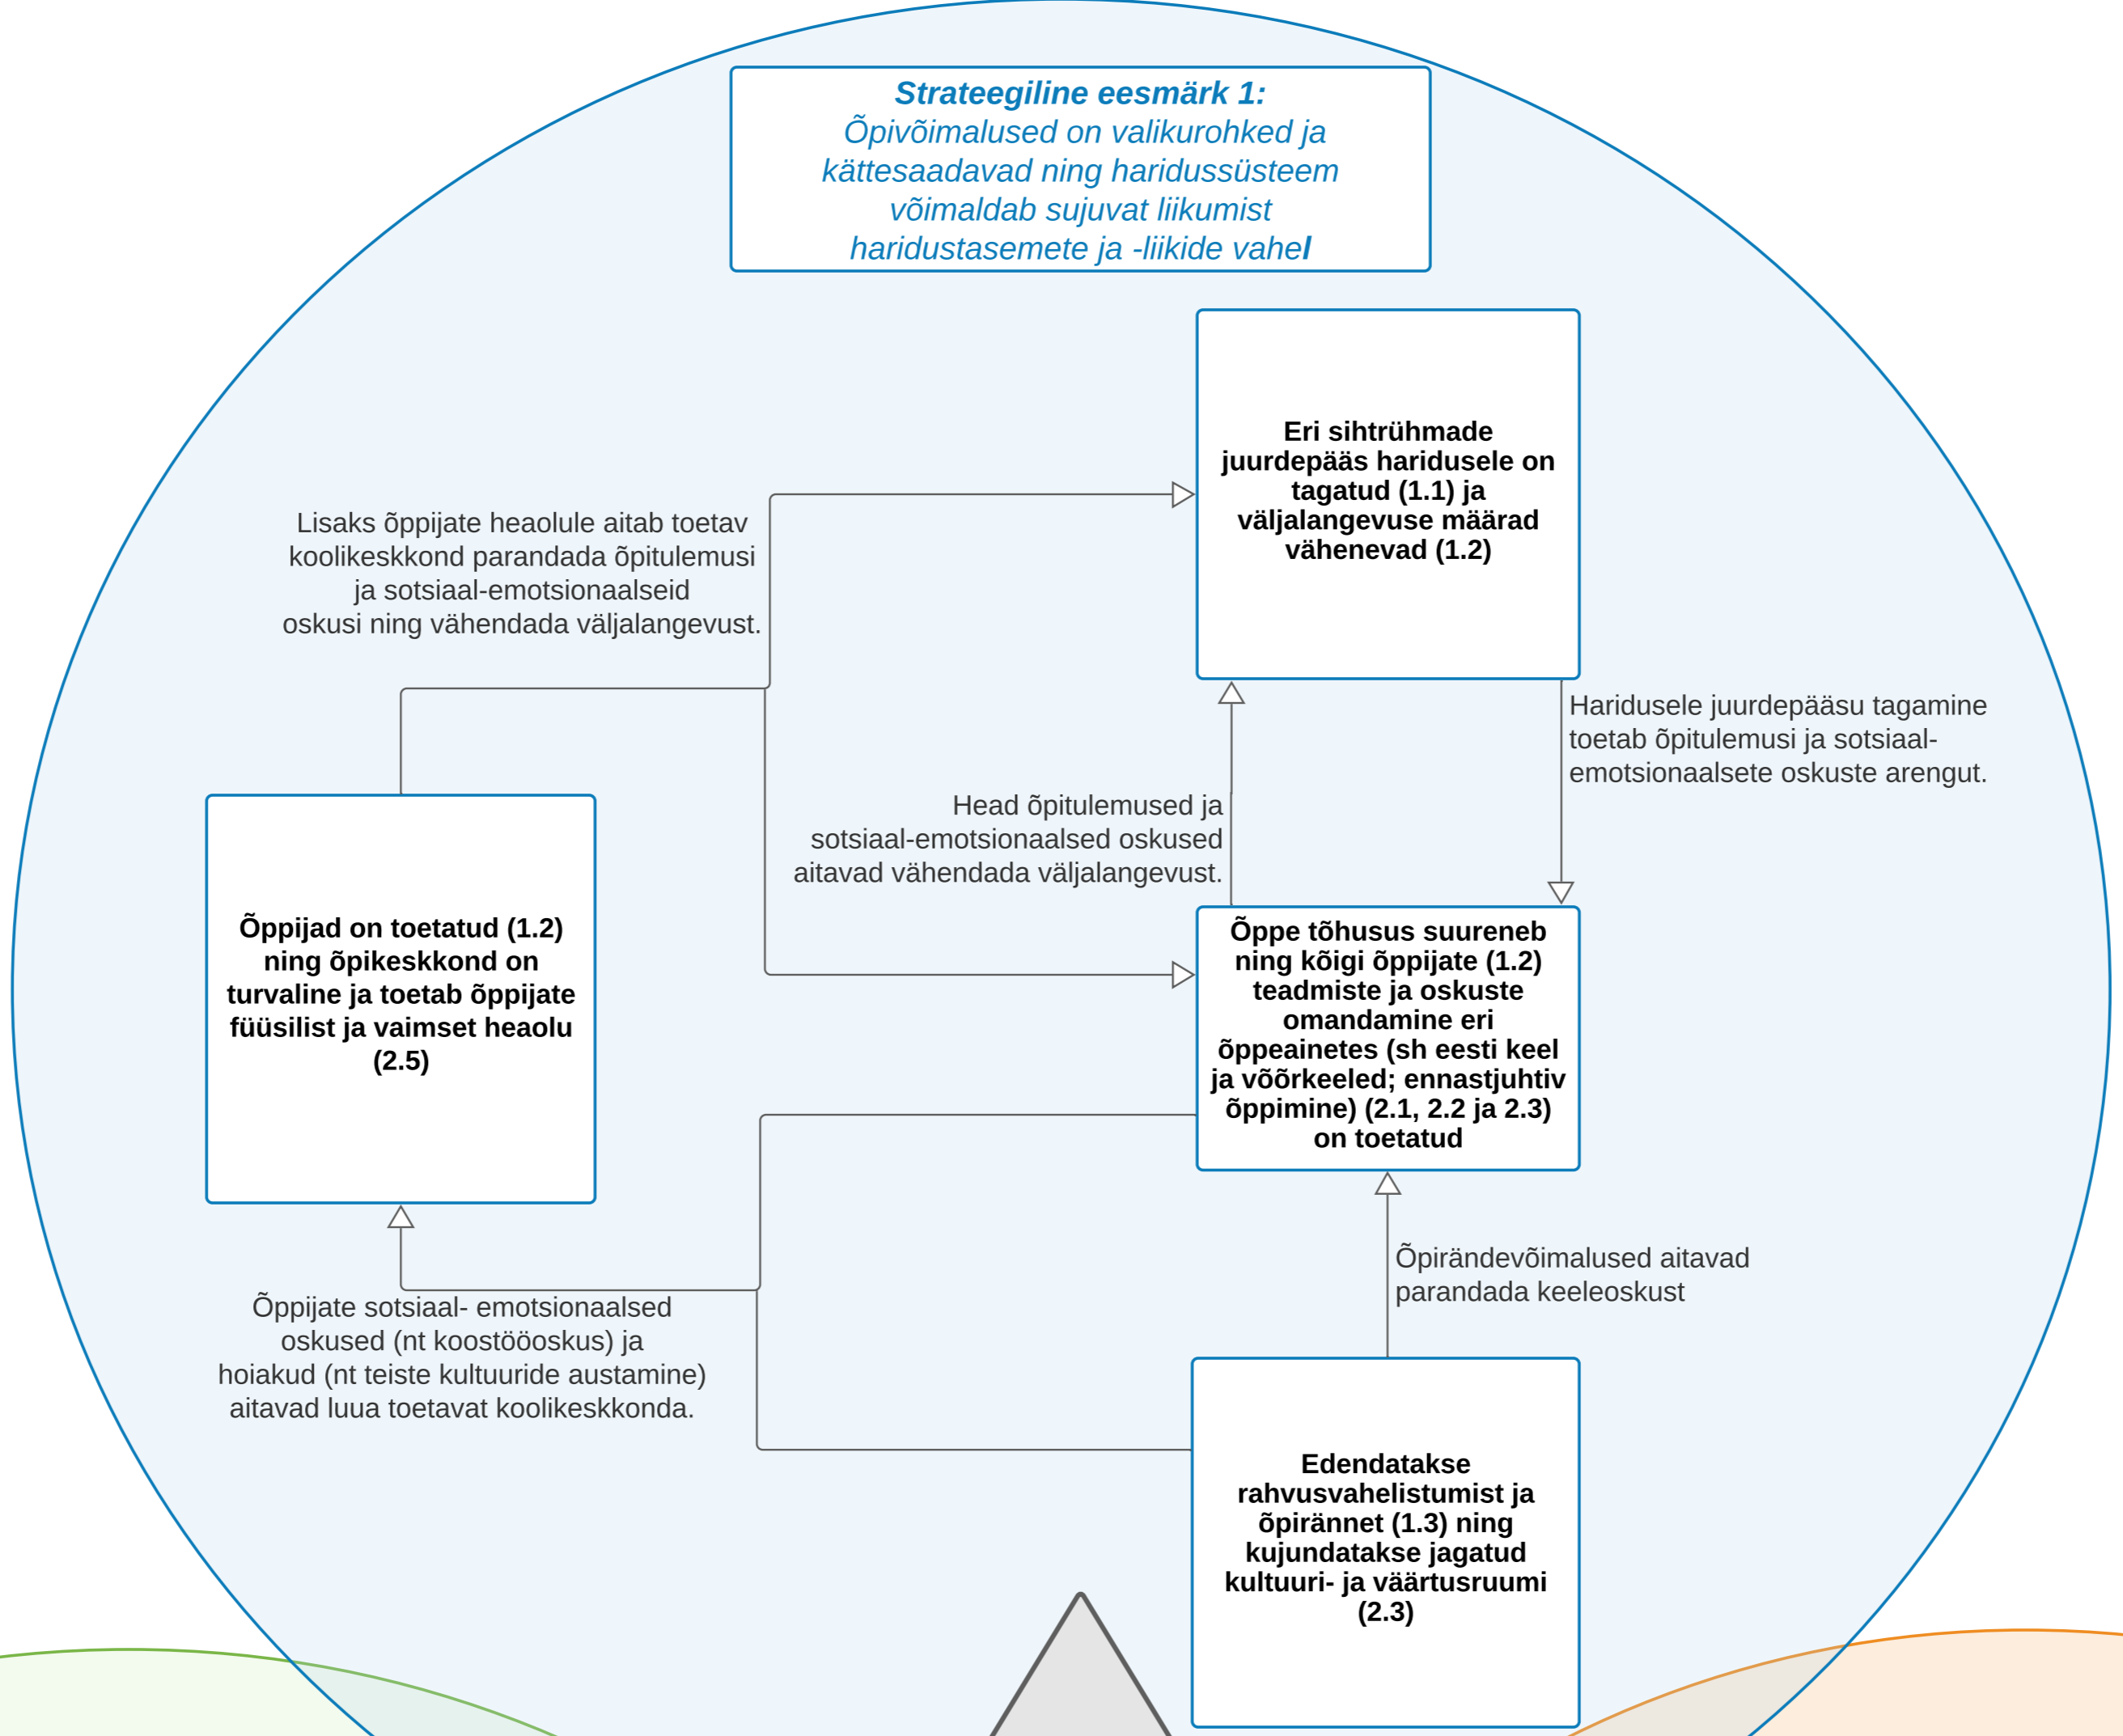 Strateegiline eesmärk 1:
Õpivõimalused on valikurohked ja
kättesaadavad ning haridussüsteem
võimaldab sujuvat liikumist
haridustasemete ja -liikide vahel
Eri sihtrühmade
juurdepääs haridusele on
tagatud (1.1) ja
väljalangevuse määrad
vähenevad (1.2)
Lisaks õppijate heaolule aitab toetav
koolikeskkond parandada õpitulemusi
ja sotsiaal-emotsionaalseid
oskusi ning vähendada väljalangevust.
Haridusele juurdepääsu tagamine
toetab õpitulemusi ja sotsiaal-
emotsionaalsete oskuste arengut.
Head õpitulemused ja
sotsiaal-emotsionaalsed oskused
aitavad vähendada väljalangevust.
Õppijad on toetatud (1.2)
ning õpikeskkond on
turvaline ja toetab õppijate
füüsilist ja vaimset heaolu
(2.5)
Õppe tõhusus suureneb
ning kõigi õppijate (1.2)
teadmiste ja oskuste
omandamine eri
õppeainetes (sh eesti keel
ja võõrkeeled; ennastjuhtiv
õppimine) (2.1, 2.2 ja 2.3)
on toetatud
Õpirändevõimalused aitavad
parandada keeleoskust
Õppijate sotsiaal- emotsionaalsed
oskused (nt koostööoskus) ja
hoiakud (nt teiste kultuuride austamine)
aitavad luua toetavat koolikeskkonda.
Edendatakse
rahvusvahelistumist ja
õpirännet (1.3) ning
kujundatakse jagatud
kultuuri- ja väärtusruumi
(2.3)